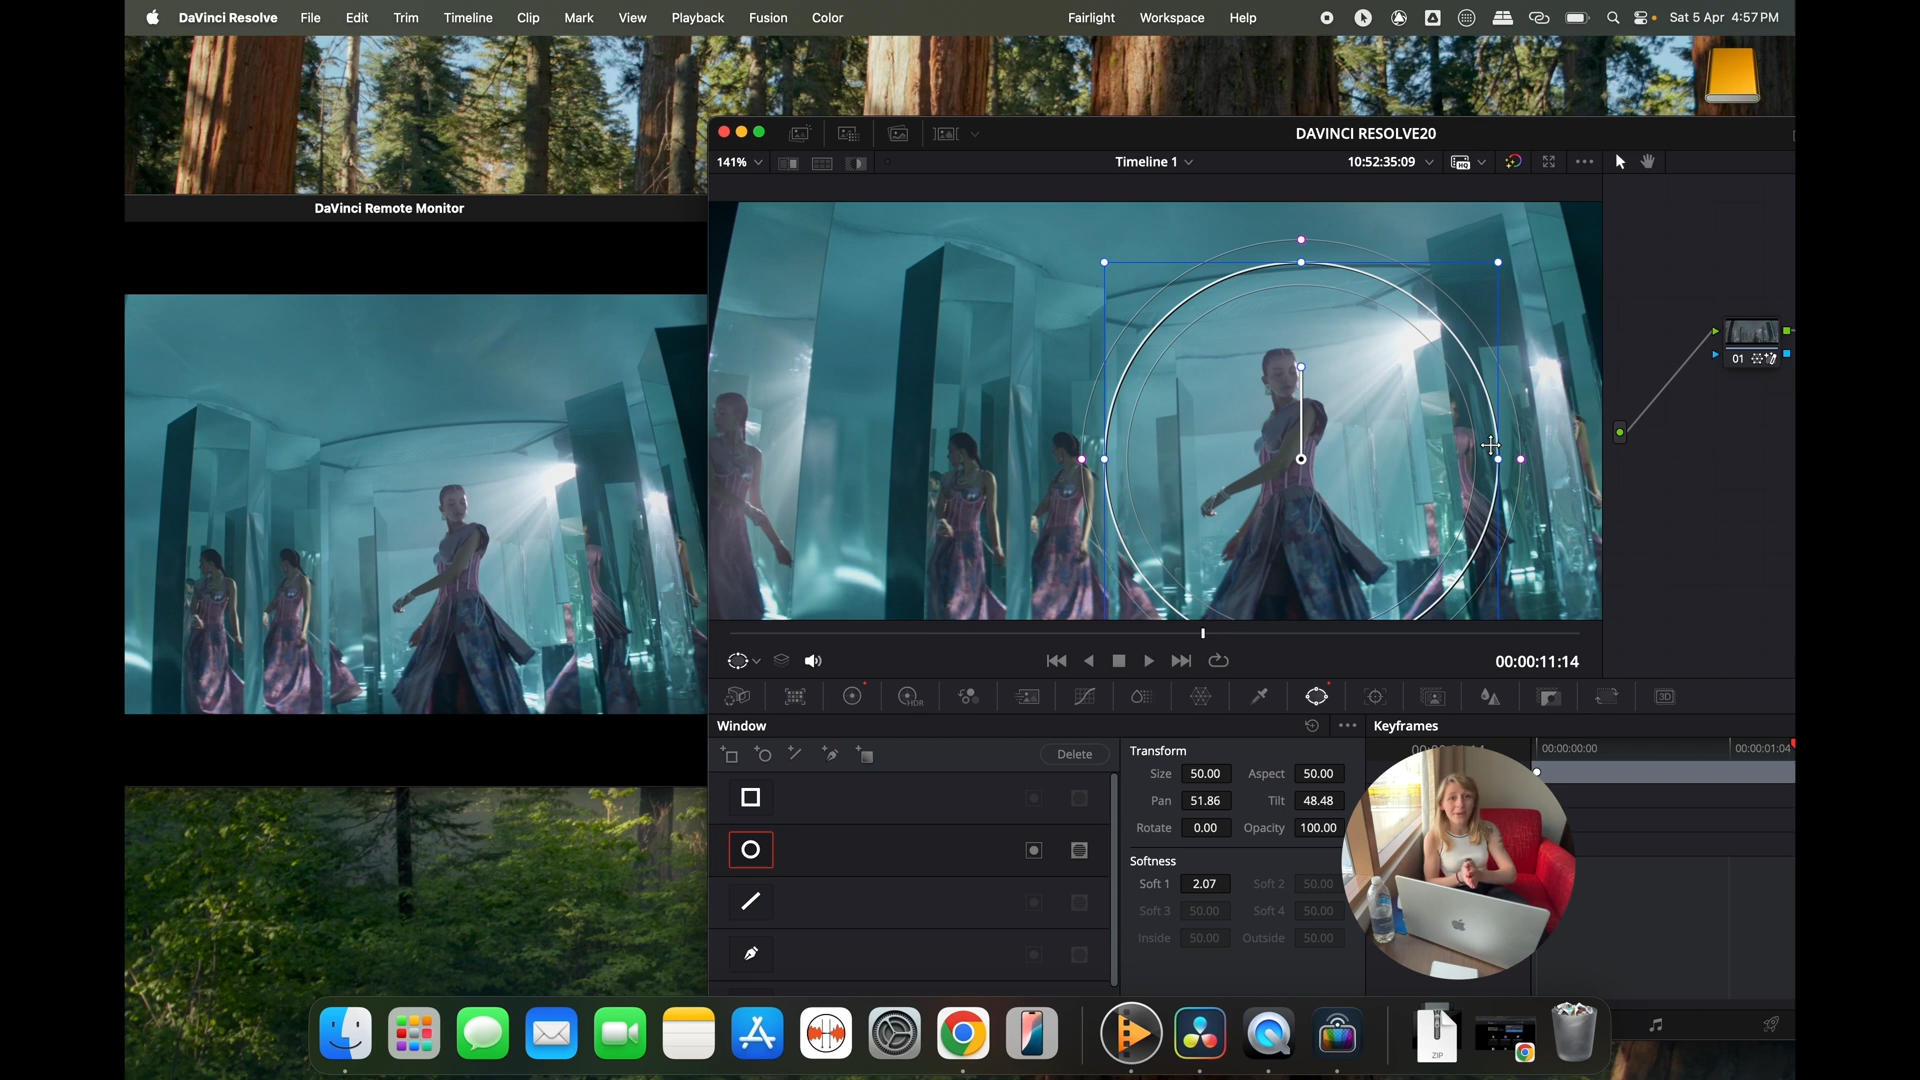 DaVinci Resolve File Edit Trim Timeline Clip Mark View Playback Fusion Color Fairlight Workspace Help Sat 5 Apr 4:57 PM
DaVinci Remote Monitor
DAVINCI RESOLVE20
141% Timeline 1 10:52:35:09 HQ
01
00:00:11:14
HDR 3D
Window Keyframes
Delete
Transform
00:00:00:00 00:00:01:04
Size 50.00 Aspect 50.00
Pan 51.86 Tilt 48.48
Rotate 0.00 Opacity 100.00
Softness
Soft 1 2.07 Soft 2 50.00
Soft 3 50.00 Soft 4 50.00
Inside 50.00 Outside 50.00
ZIP